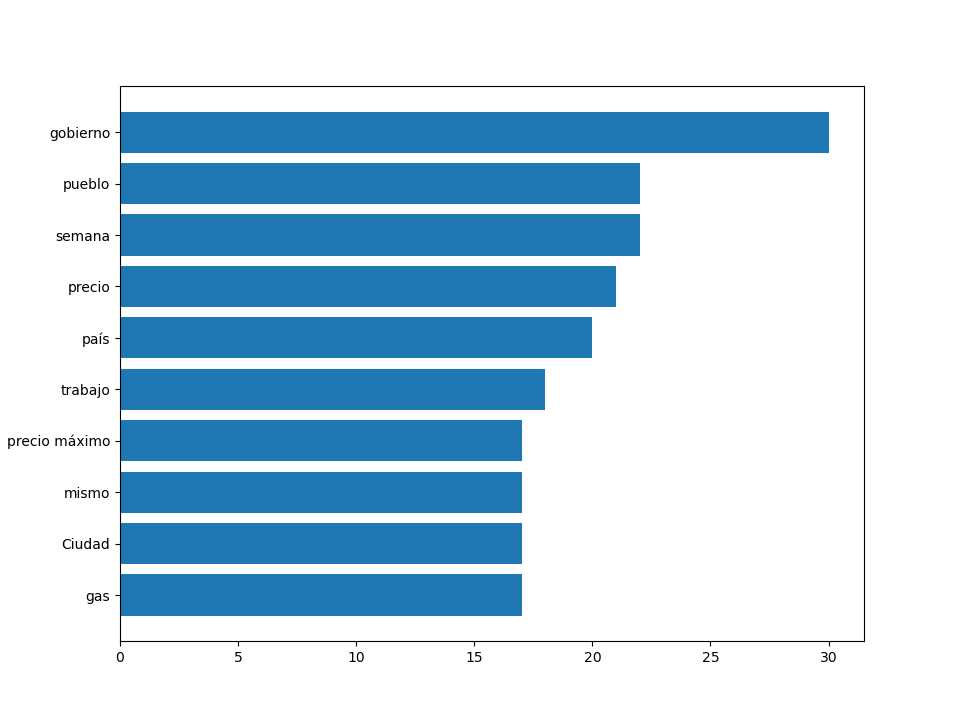 gobierno
pueblo
semana
precio
país
trabajo
precio máximo
mismo
Ciudad
gas
0 5 10 15 20 25 30